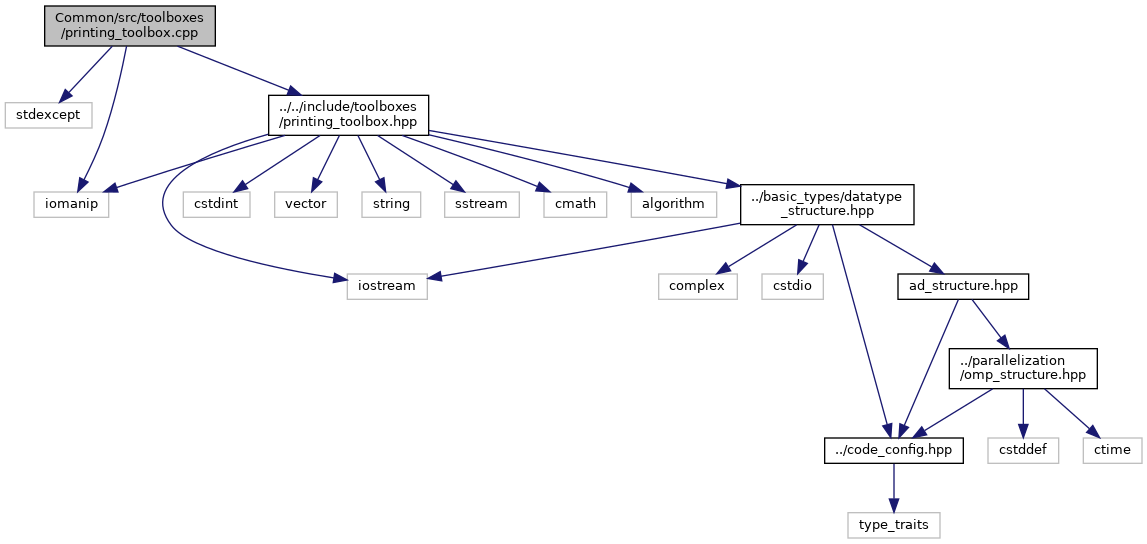 Common/src/toolboxes
/printing_toolbox.cpp
stdexcept
../../include/toolboxes
/printing_toolbox.hpp
iomanip
cstdint
vector
string
sstream
cmath
algorithm
../basic_types/datatype
_structure.hpp
iostream
complex
cstdio
ad_structure.hpp
../parallelization
/omp_structure.hpp
../code_config.hpp
cstddef
ctime
type_traits